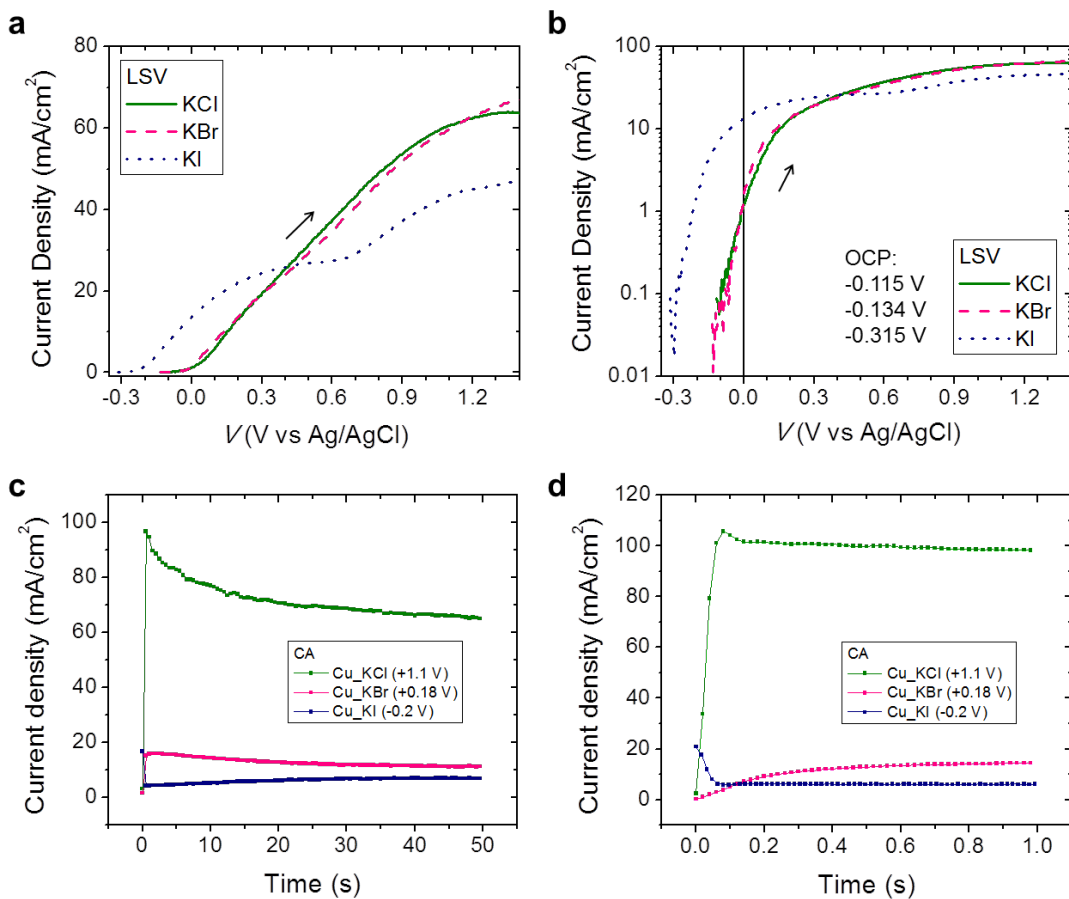 a
80
60
40
20
0
Current Density (mA/cm²)
LSV
KCl
KBr
KI
-0.3 0.0 0.3 0.6 0.9 1.2
V (V vs Ag/AgCl)
b
100
10
1
0.1
0.01
Current Density (mA/cm²)
OCP:
-0.115 V
-0.134 V
-0.315 V
LSV
KCl
KBr
KI
-0.3 0.0 0.3 0.6 0.9 1.2
V (V vs Ag/AgCl)
c
100
80
60
40
20
0
Current density (mA/cm²)
CA
Cu_KCl (+1.1 V)
Cu_KBr (+0.18 V)
Cu_KI (-0.2 V)
0 10 20 30 40 50
Time (s)
d
120
100
80
60
40
20
0
Current density (mA/cm²)
CA
Cu_KCl (+1.1 V)
Cu_KBr (+0.18 V)
Cu_KI (-0.2 V)
0.0 0.2 0.4 0.6 0.8 1.0
Time (s)